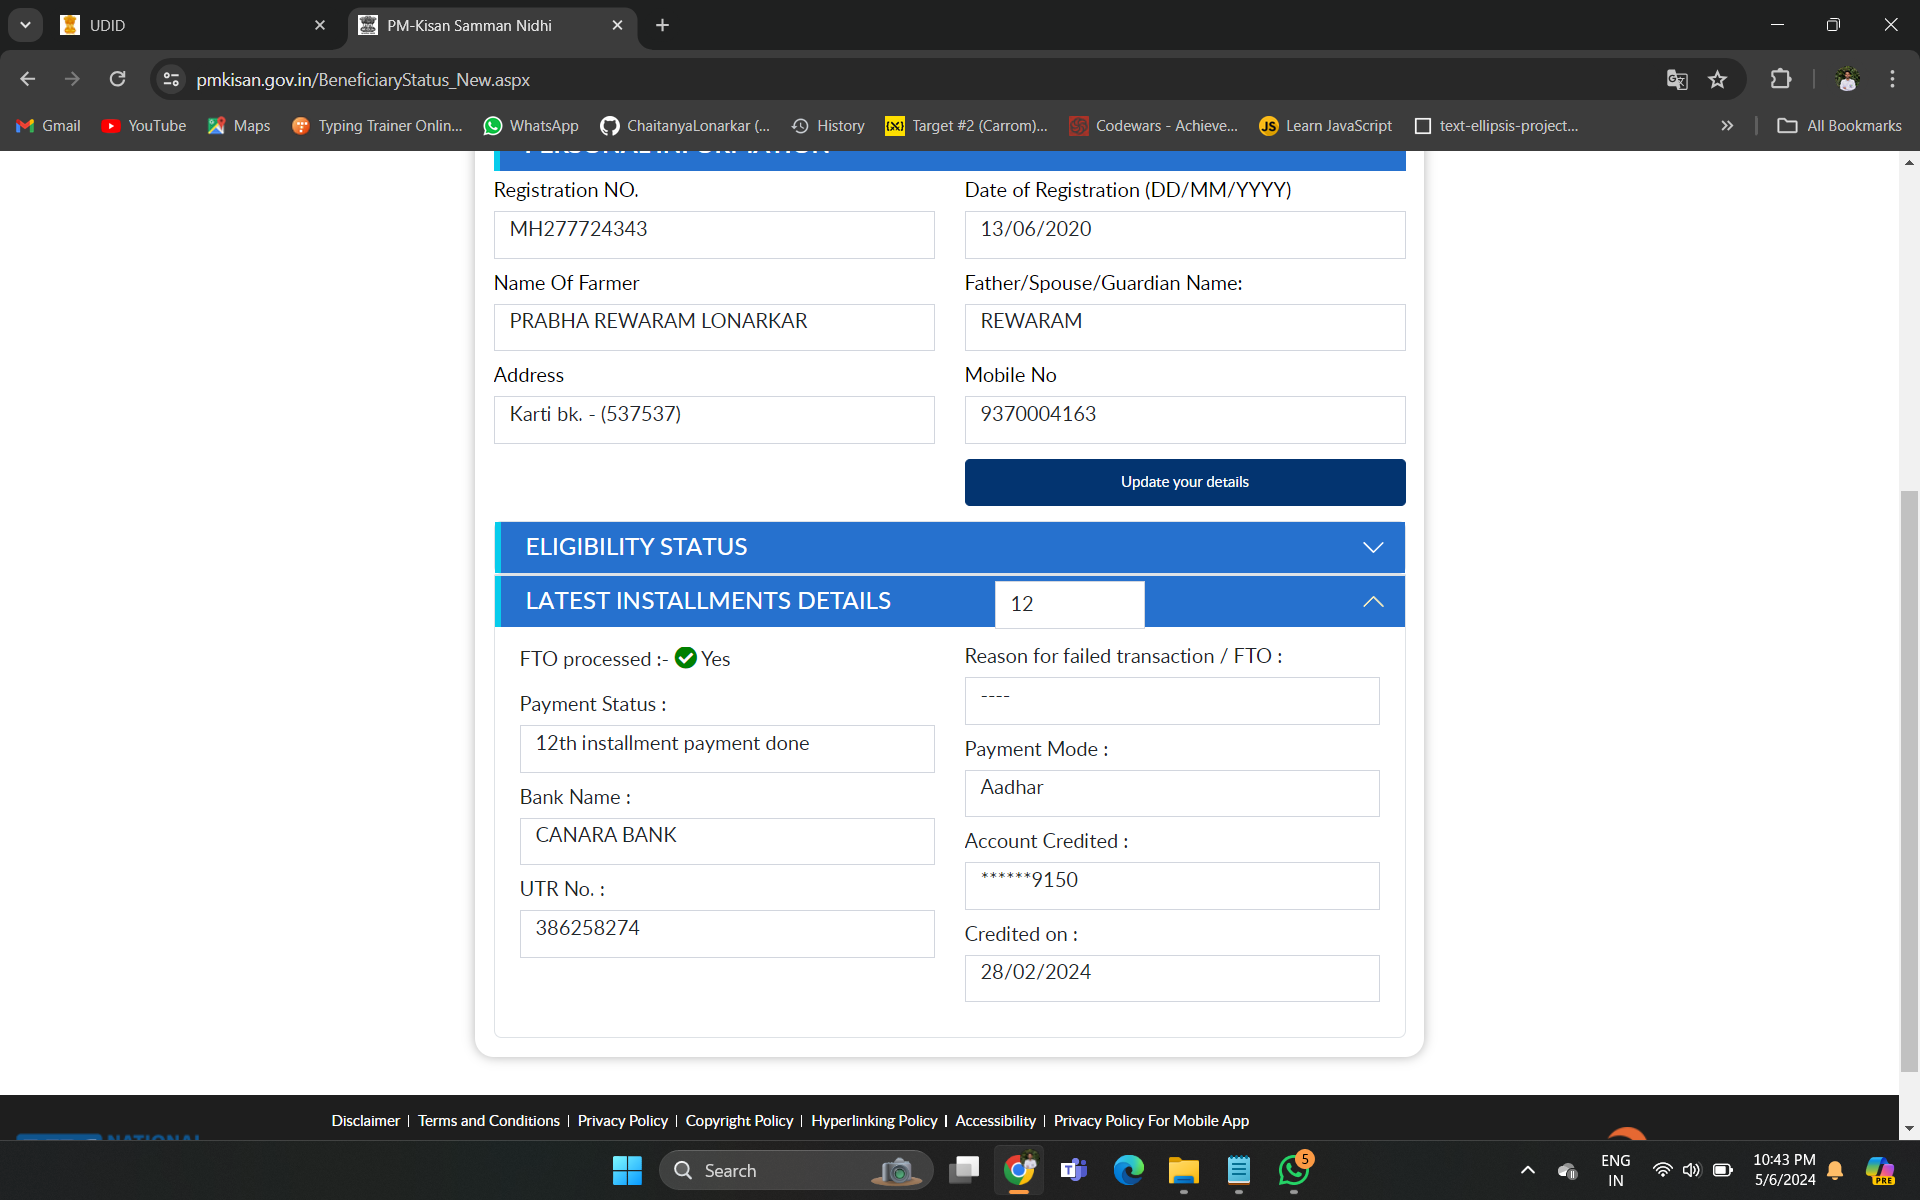 UDID
PM-Kisan Samman Nidhi
pmkisan.gov.in/BeneficiaryStatus_New.aspx
Gmail
YouTube
Maps
Typing Trainer Onlin...
WhatsApp
ChaitanyaLonarkar (...
History
Target #2 (Carrom)...
Codewars - Achieve...
JS
Learn JavaScript
text-ellipsis-project...
All Bookmarks
PERSONAL INFORMATION
Registration NO.
Date of Registration (DD/MM/YYYY)
MH277724343
13/06/2020
Name Of Farmer
Father/Spouse/Guardian Name:
PRABHA REWARAM LONARKAR
REWARAM
Address
Mobile No
Karti bk. - (537537)
9370004163
Update your details
ELIGIBILITY STATUS
LATEST INSTALLMENTS DETAILS
12
FTO processed :- Yes
Reason for failed transaction / FTO :
----
Payment Status :
12th installment payment done
Payment Mode :
Aadhar
Bank Name :
CANARA BANK
Account Credited :
******9150
UTR No. :
386258274
Credited on :
28/02/2024
Disclaimer | Terms and Conditions | Privacy Policy | Copyright Policy | Hyperlinking Policy | Accessibility | Privacy Policy For Mobile App
NATIONAL
Search
5
ENG
IN
10:43 PM
5/6/2024
PRE